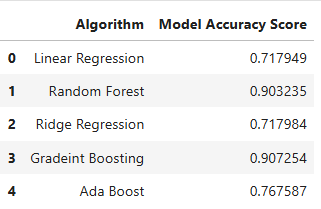 Algorithm Model Accuracy Score
0 Linear Regression 0.717949
1 Random Forest 0.903235
2 Ridge Regression 0.717984
3 Gradeint Boosting 0.907254
4 Ada Boost 0.767587